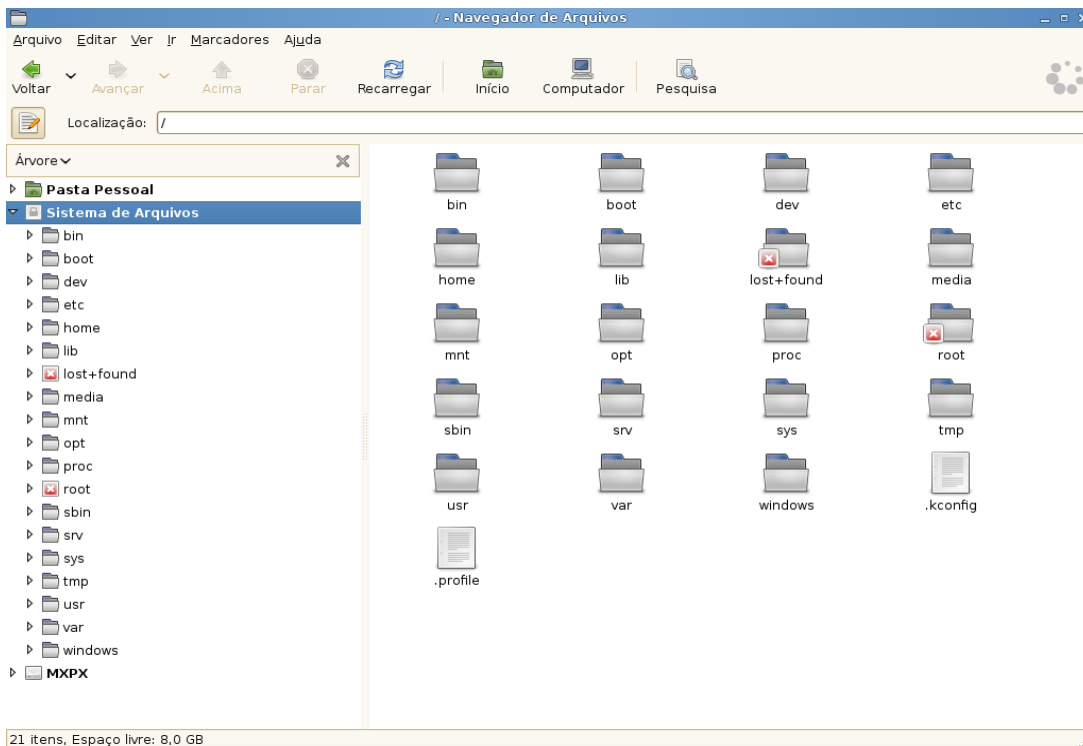 / - Navegador de Arquivos
Arquivo Editar Ver Ir Marcadores Ajuda
Voltar Avançar Acima Parar Recarregar Início Computador Pesquisa
Localização: /
Árvore
Pasta Pessoal
Sistema de Arquivos
bin
boot
dev
etc
home
lib
lost+found
media
mnt
opt
proc
root
sbin
srv
sys
tmp
usr
var
windows
MXPX
bin boot dev etc
home lib lost+found media
mnt opt proc root
sbin srv sys tmp
usr var windows .kconfig
.profile
21 itens, Espaço livre: 8,0 GB